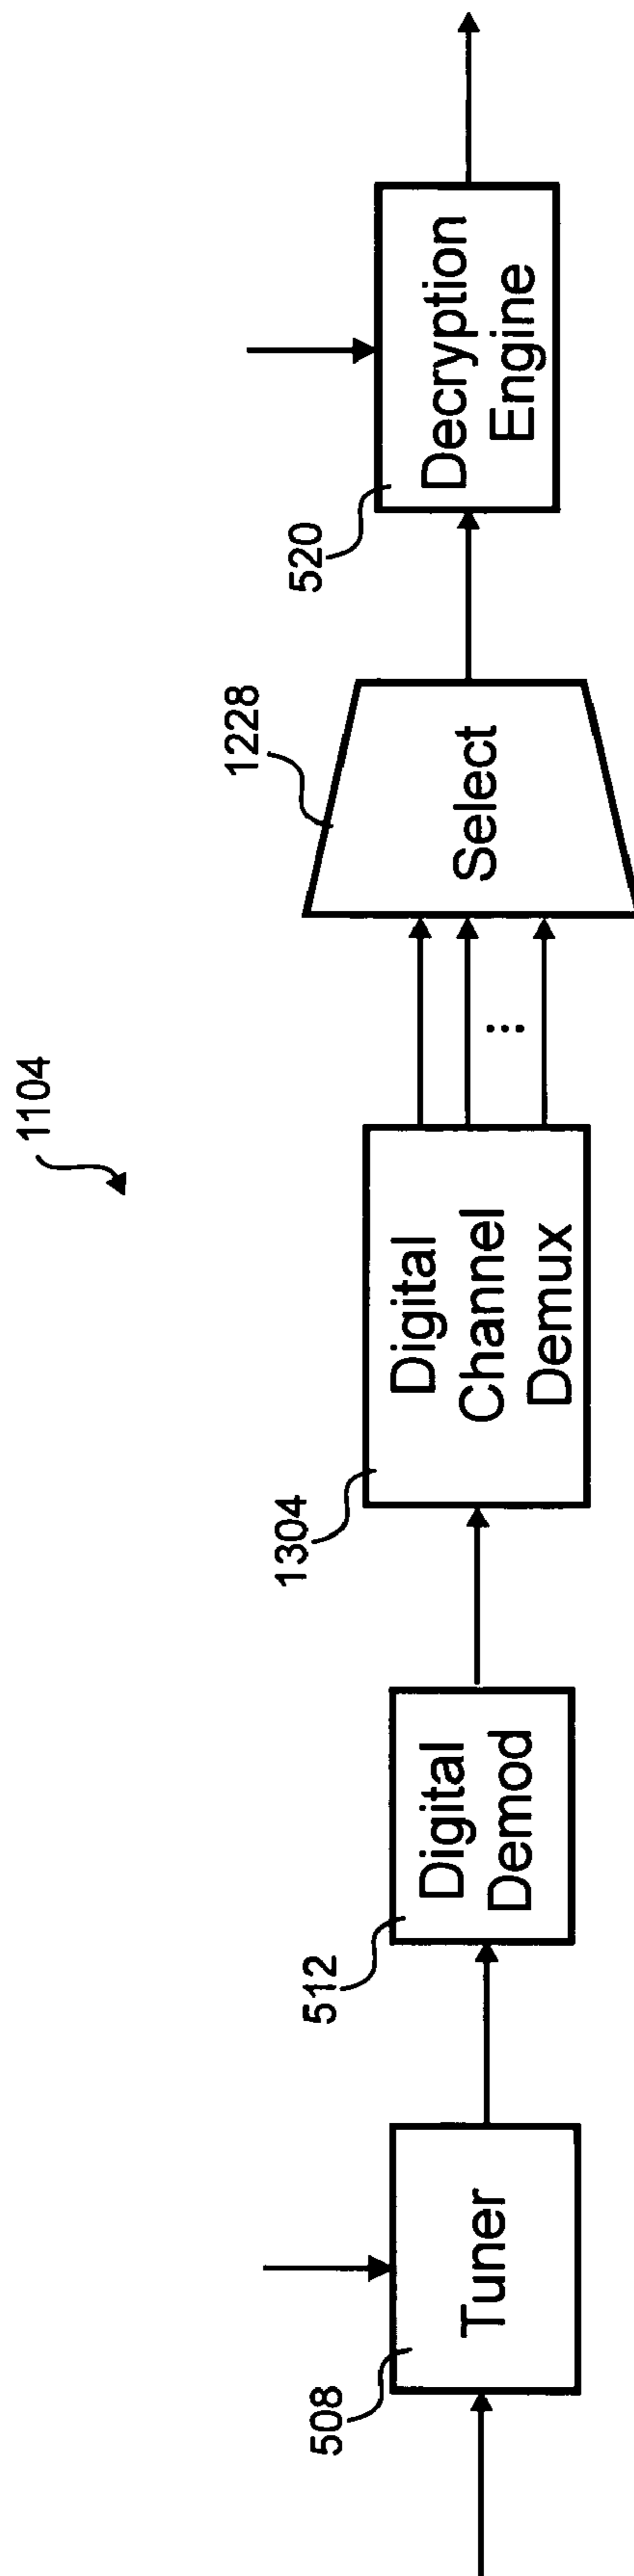 1104
508
Tuner
512
Digital
Demod
1304
Digital
Channel
Demux
...
1228
Select
520
Decryption
Engine